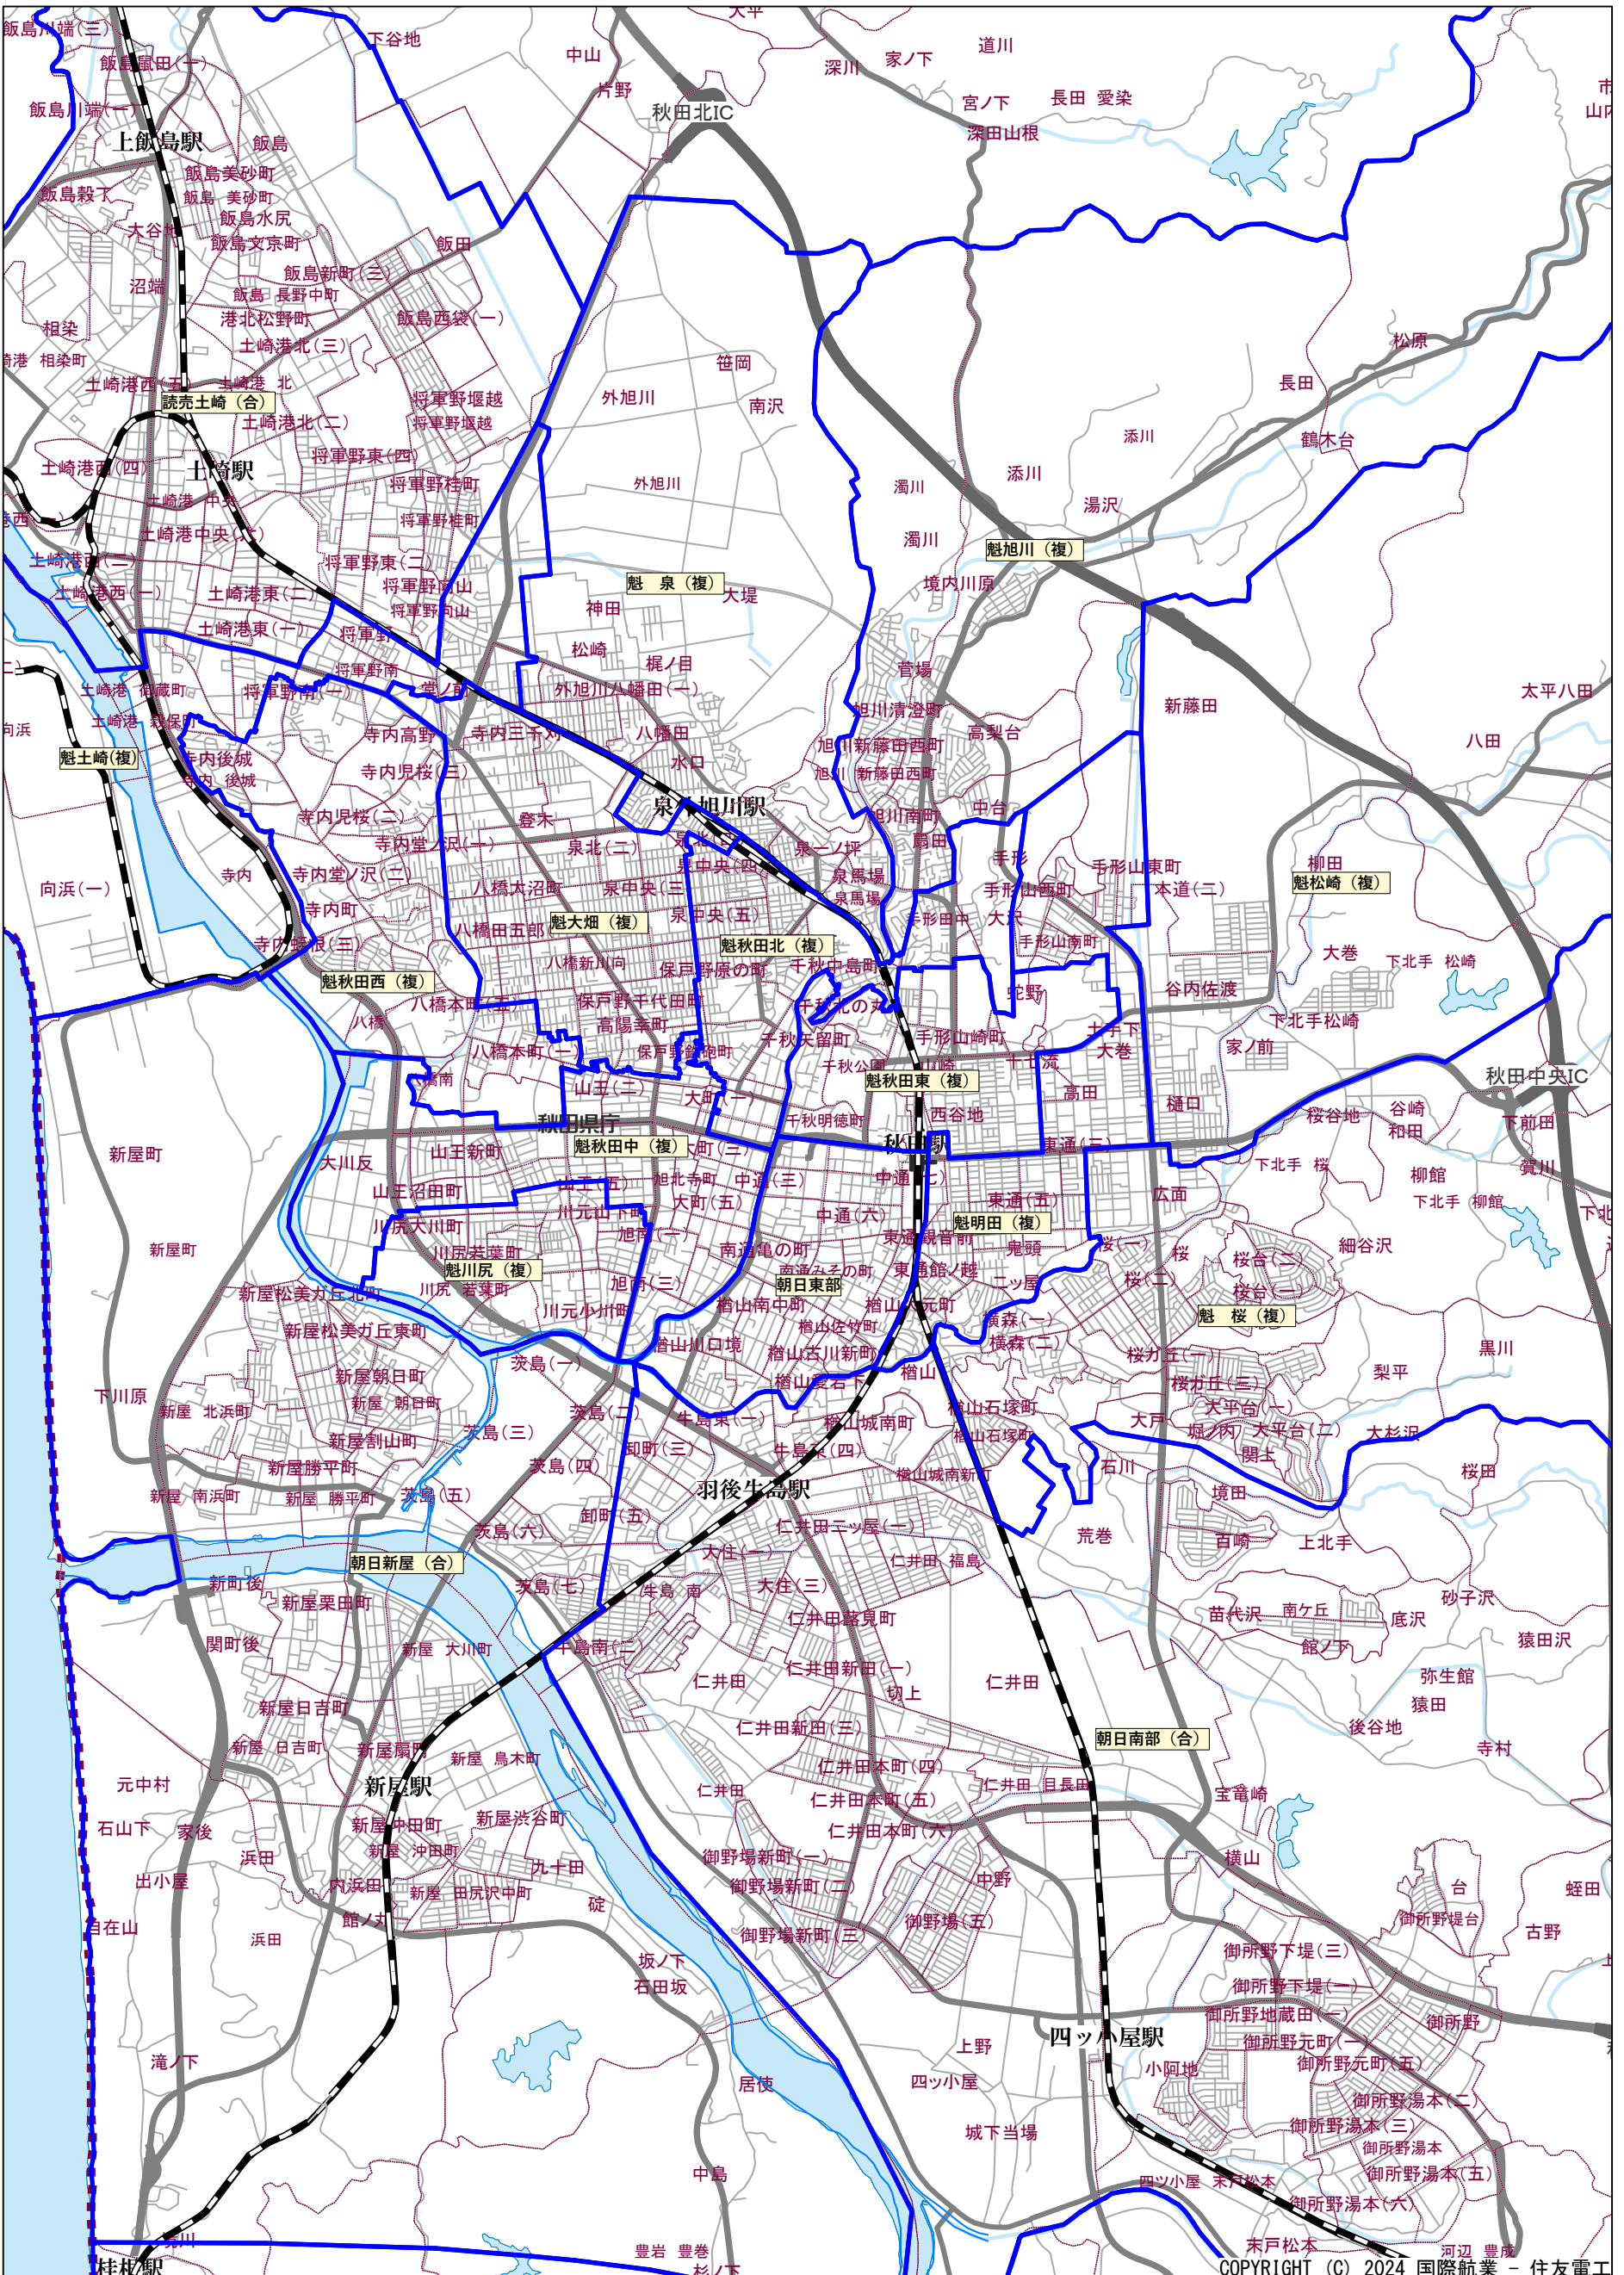 飯島川端(三)
飯島鼠田(一)
下谷地
大平
中山
片野
深川
家ノ下
道川
秋田北IC
宮ノ下
長田 愛染
深田山根
飯島川端(一)
上飯島駅
飯島
飯島美砂町
飯島穀丁
飯島 美砂町
飯島水尻
大谷地
飯島文京町
飯田
飯島新町(三)
沼端
飯島 長野中町
港北松野町
飯島西袋(一)
相染
土崎港北(三)
松原
相染町
土崎港西(五)
土崎港 北
読売土崎（合）
将軍野堰越
将軍野堰越
外旭川
笹岡
南沢
長田
土崎港北(二)
添川
鶴木台
将軍野東(四)
土崎港西(四)
土崎駅
将軍野桂町
外旭川
濁川
添川
湯沢
土崎港 中央
将軍野桂町
土崎港中央(六)
濁川
魁旭川（複）
土崎港西(二)
将軍野東(二)
将軍野向山
魁 泉（複）
境内川原
土崎港西(一)
土崎港東(二)
将軍野向山
神田
大堤
土崎港東(一)
将軍野
松崎
将軍野南
梶ノ目
菅場
土崎港 御蔵町
将軍野南(一)
堂ノ前
外旭川八幡田(一)
太平八田
新藤田
土崎港 穀保町
旭川清澄町
向浜
寺内高野
寺内三千刈
八幡田
高梨台
八田
魁土崎(複)
寺内後城
寺内 後城
寺内児桜(三)
水口
旭川新藤田西町
旭川 新藤田西町
泉外旭川駅
中台
寺内児桜(二)
登木
旭川南町
寺内堂ノ沢(一)
泉北(二)
泉一ノ坪
扇田
手形
寺内
寺内堂ノ沢(二)
泉中央(四)
泉馬場
手形山東町
柳田
向浜(一)
八橋大沼町
泉中央(三)
泉馬場
手形山西町
本道(二)
魁松崎（複）
寺内町
八橋田五郎
魁大畑（複）
泉中央(五)
手形田中
大沢
寺内蛭根(三)
魁秋田北（複）
手形山南町
大巻
魁秋田西（複）
八橋新川向
保戸野原の町
千秋中島町
下北手 松崎
八橋本町(五)
保戸野千代田町
千秋北の丸
蛇野
谷内佐渡
八橋
高陽幸町
千秋矢留町
手形山崎町
土手下
下北手松崎
八橋本町(一)
保戸野鉄砲町
大巻
家ノ前
八橋南
山王(二)
千秋公園
山崎
十七流
秋田中央IC
魁秋田東（複）
大町(一)
高田
樋口
秋田県庁
千秋明徳町
西谷地
桜谷地
谷崎
新屋町
山王新町
魁秋田中（複）
大町(三)
秋田駅
東通(三)
和田
下前田
大川反
旭北寺町
中通(三)
中通(七)
下北手 桜
賀川
山王沼田町
山王(五)
広面
柳館
大町(五)
東通(五)
下北手 柳館
川尻大川町
川元山下町
旭南(一)
中通(六)
魁明田（複）
新屋町
川尻若葉町
南通亀の町
東通観音前
鬼頭
桜(一)
桜
細谷沢
魁川尻（複）
南通みその町
東通館ノ越
桜(二)
桜台(二)
新屋松美ガ丘北町
川尻 若葉町
旭南(三)
朝日東部
二ッ屋
桜台(一)
川元小川町
楢山南中町
楢山大元町
横森(一)
魁 桜（複）
新屋松美ガ丘東町
楢山川口境
楢山佐竹町
横森(二)
黒川
茨島(一)
楢山古川新町
桜ガ丘(一)
新屋朝日町
楢山愛宕下
楢山
桜ガ丘(三)
梨平
下川原
新屋 北浜町
新屋 朝日町
茨島(二)
牛島東(一)
楢山城南町
楢山石塚町
大戸
大平台(一)
新屋割山町
茨島(三)
卸町(三)
牛島東(四)
楢山石塚町
堀ノ内
大平台(二)
大杉沢
関上
新屋勝平町
茨島(四)
楢山城南新町
石川
桜田
新屋 南浜町
新屋 勝平町
茨島(五)
羽後牛島駅
境田
卸町(五)
仁井田二ッ屋(一)
荒巻
百崎
上北手
茨島(六)
朝日新屋（合）
大住(一)
仁井田 福島
新町後
茨島(七)
牛島 南
大住(三)
砂子沢
新屋栗田町
仁井田蕗見町
苗代沢
南ケ丘
底沢
関町後
新屋 大川町
牛島南(二)
館ノ下
猿田沢
仁井田
仁井田新田(一)
切上
仁井田
弥生館
新屋日吉町
仁井田新田(三)
猿田
新屋 日吉町
新屋扇町
後谷地
朝日南部（合）
寺村
元中村
新屋 鳥木町
仁井田本町(四)
新屋駅
仁井田
仁井田本町(五)
仁井田 目長田
宝竜崎
石山下
家後
新屋沖田町
新屋渋谷町
仁井田本町(六)
浜田
新屋 沖田町
御野場新町(一)
横山
出小屋
九十田
内浜田
新屋 田尻沢中町
御野場新町(二)
中野
台
蛭田
碇
館ノ丸
御野場(五)
御所野堤台
自在山
浜田
御野場新町(三)
古野
坂ノ下
御所野下堤(三)
石田坂
御所野下堤(一)
御所野地蔵田(一)
御所野
四ッ小屋駅
御所野元町(一)
滝ノ下
上野
御所野元町(五)
小阿地
居使
四ッ小屋
御所野湯本(二)
城下当場
御所野湯本(三)
御所野湯本
中島
四ツ小屋 末戸松本
御所野湯本(五)
御所野湯本(六)
境川
豊岩 豊巻
末戸松本
河辺 豊成
桂根駅
杉ノ下
COPYRIGHT (C) 2024 国際航業 - 住友電工